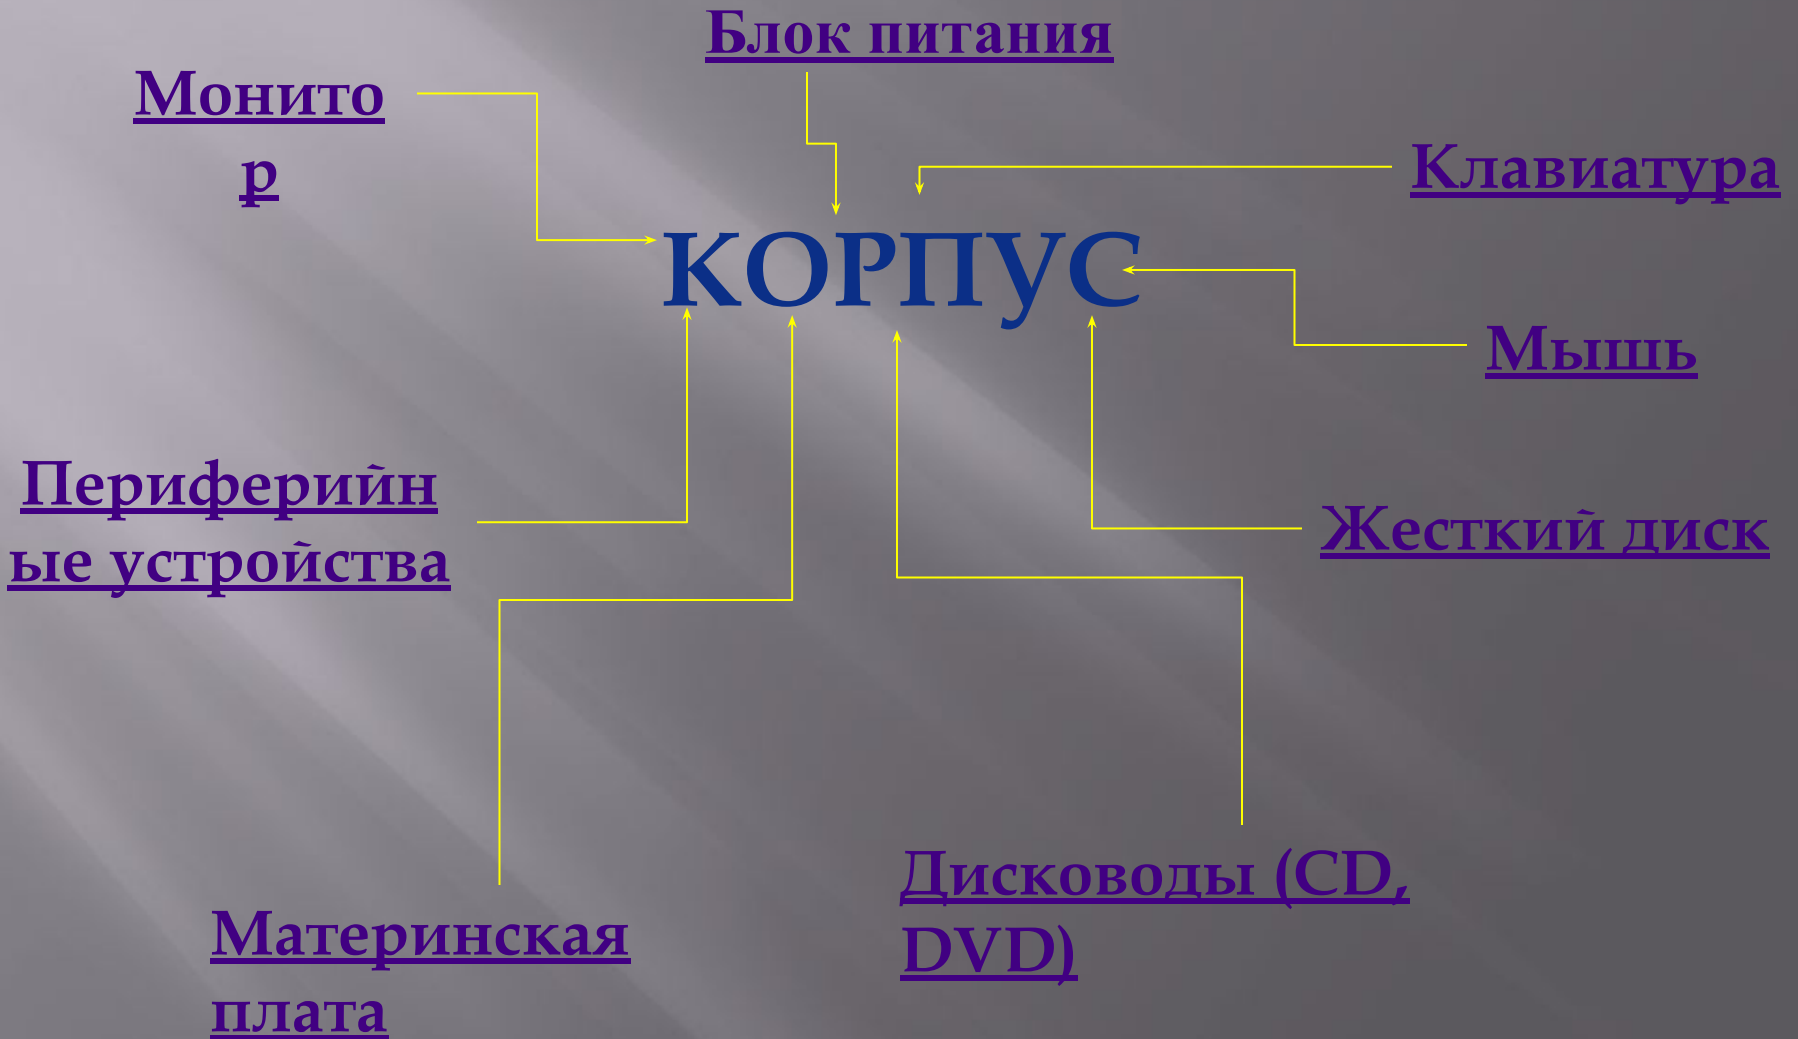 Блок питания
Монито
р
Клавиатура
КОРПУС
Мышь
Периферийн
ые устройства
Жесткий диск
Дисководы (CD,
DVD)
Материнская
плата